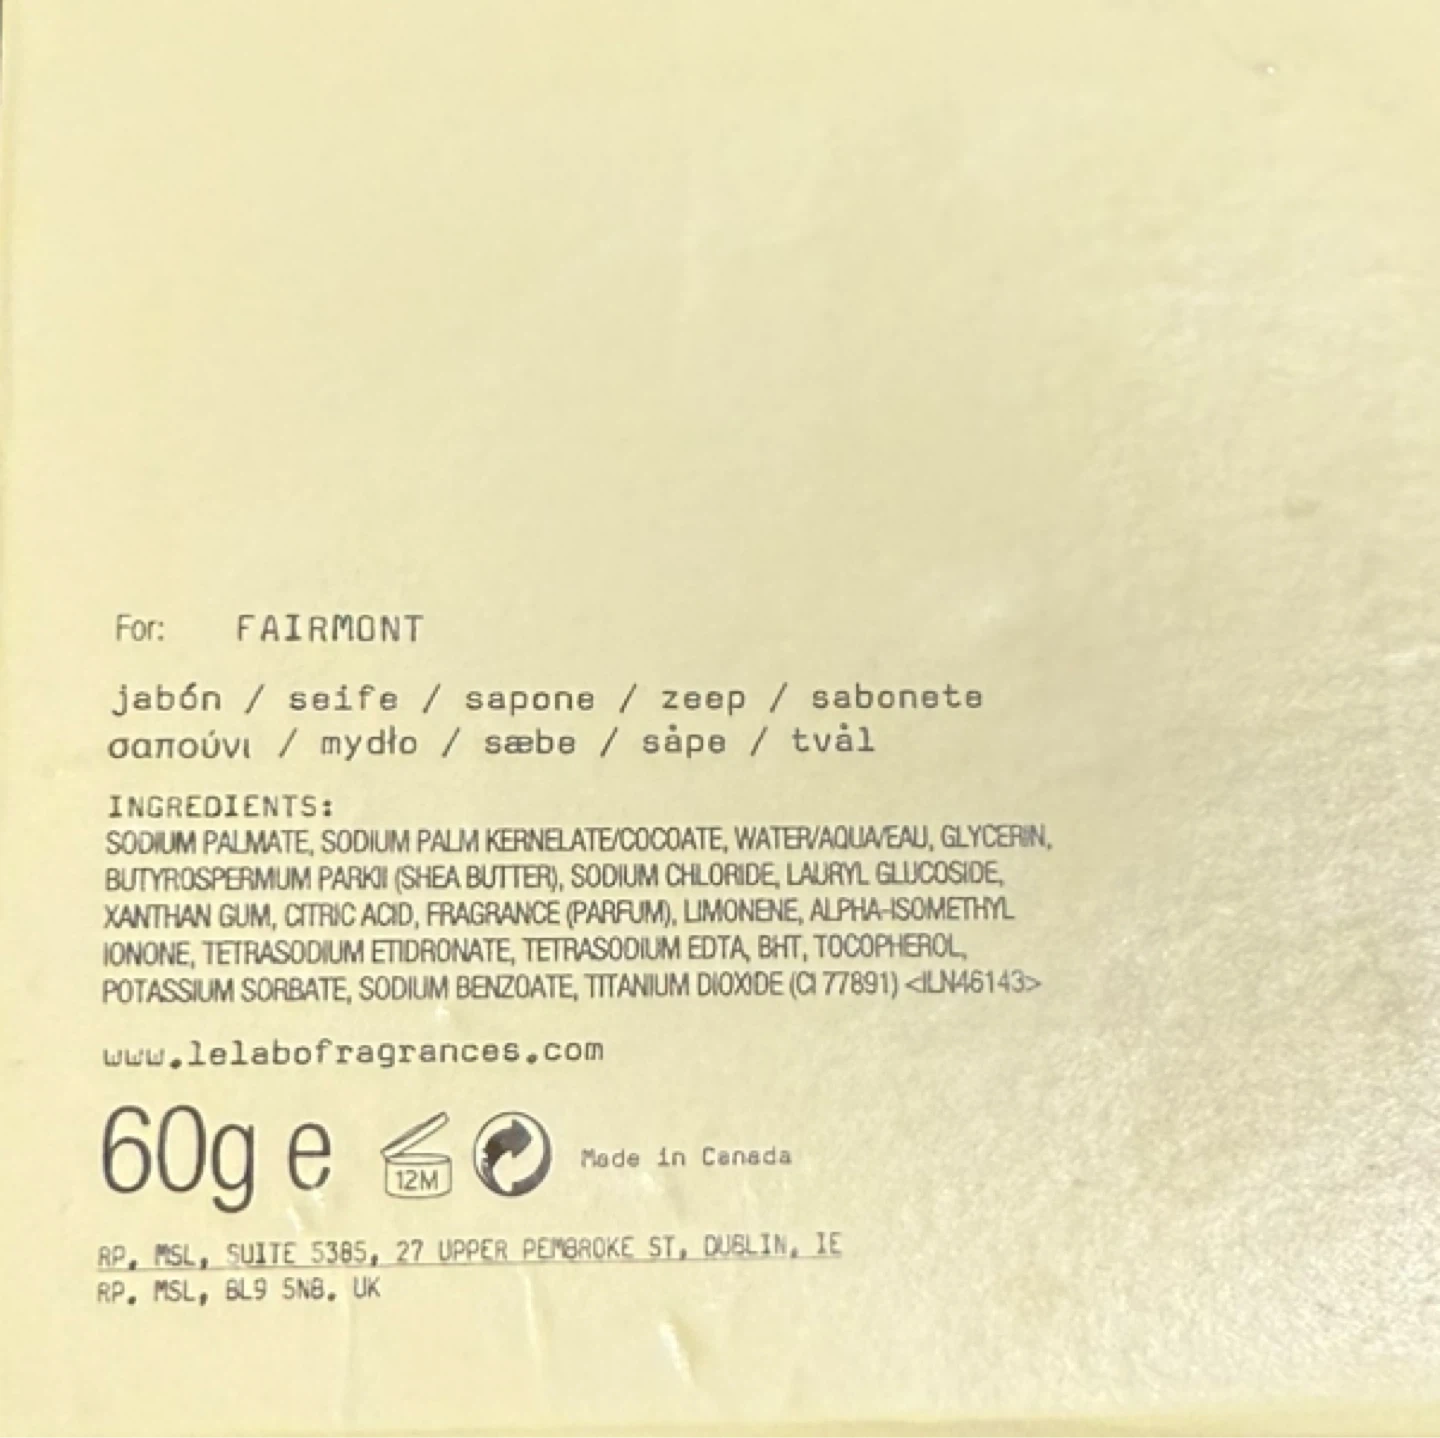 For: FAIRMONT
jabón / seife / sapone / zeep / sabonete
σαπούνι / mydło / sæbe / såpe / tvål
INGREDIENTS:
SODIUM PALMATE, SODIUM PALM KERNELATE/COCOATE, WATER/AQUA/EAU, GLYCERIN,
BUTYROSPERMUM PARKII (SHEA BUTTER), SODIUM CHLORIDE, LAURYL GLUCOSIDE,
XANTHAN GUM, CITRIC ACID, FRAGRANCE (PARFUM), LIMONENE, ALPHA-ISOMETHYL
IONONE, TETRASODIUM ETIDRONATE, TETRASODIUM EDTA, BHT, TOCOPHEROL,
POTASSIUM SORBATE, SODIUM BENZOATE, TITANIUM DIOXIDE (CI 77891) <ILN46143>
www.lelabofragrances.com
60g e
12M
Made in Canada
RP. MSL, SUITE 5385, 27 UPPER PEMBROKE ST, DUBLIN, IE
RP. MSL, BL9 5NB. UK